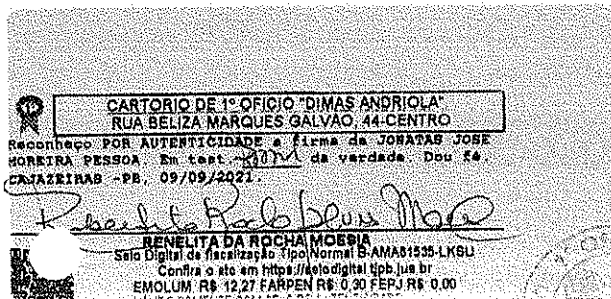 CARTORIO DE 1º OFICIO "DIMAS ANDRIOLA"
RUA BELIZA MARQUES GALVÃO, 44-CENTRO
Reconheço POR AUTENTICIDADE a firma de JONATAS JOSE
MOREIRA PESSOA. Em test da verdade. Dou fé
CAJAZEIRAS -PB, 09/09/2021.
RENELITA DA ROCHA MOESIA
Selo Digital de fiscalização Tipo Normal B-AMA61535-LKSU
Confira o ato em https://selodigital.tjpb.jus.br
EMOLUM R$ 12,27 FARPEN R$ 0,30 FEPJ R$ 0,00